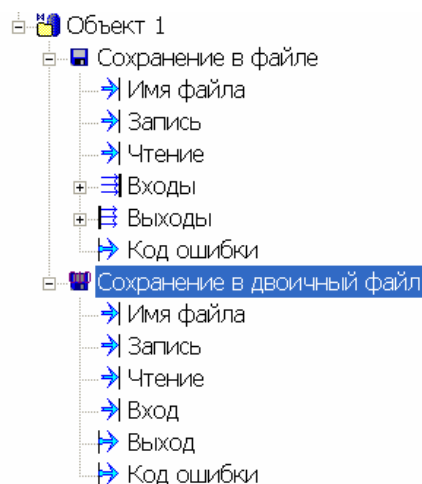 Объект 1
Сохранение в файле
Имя файла
Запись
Чтение
Входы
Выходы
Код ошибки
Сохранение в двоичный файл
Имя файла
Запись
Чтение
Вход
Выход
Код ошибки